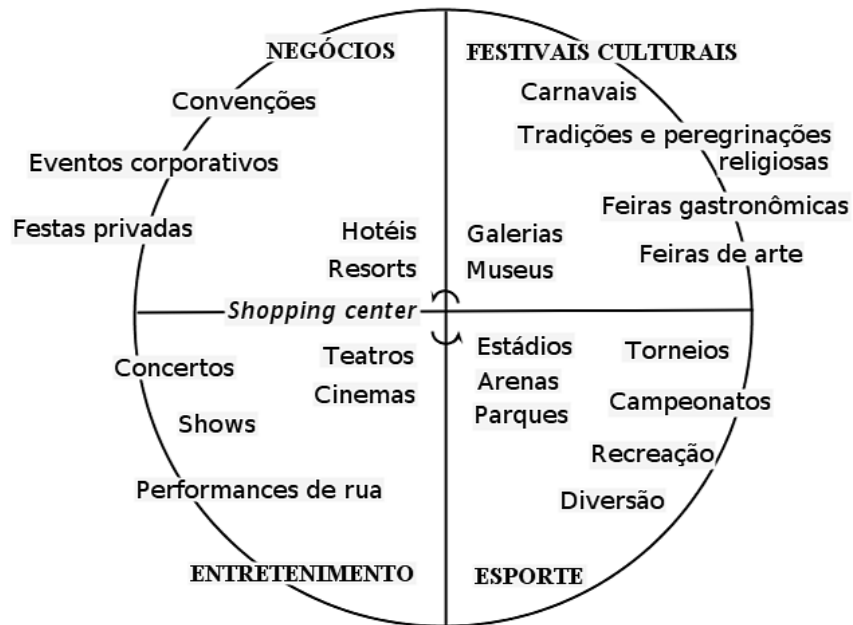 NEGÓCIOS
Convenções
Eventos corporativos
Festas privadas
Hotéis
Resorts
Shopping center
FESTIVAIS CULTURAIS
Carnavais
Tradições e peregrinações
religiosas
Feiras gastronômicas
Feiras de arte
Galerias
Museus
Teatros
Cinemas
Concertos
Shows
Performances de rua
ENTRETENIMENTO
Estádios
Arenas
Parques
Torneios
Campeonatos
Recreação
Diversão
ESPORTE